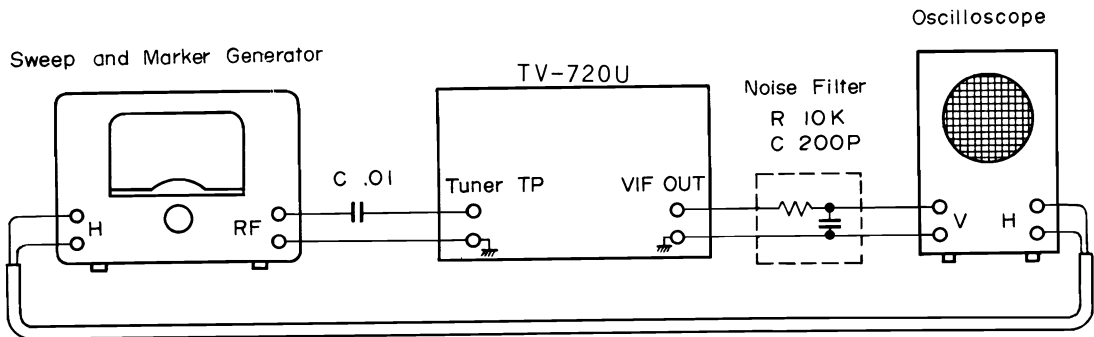 Oscilloscope
Sweep and Marker Generator
TV-720U
Noise Filter
R 10K
C 200P
C .01
Tuner TP
VIF OUT
H
RF
V
H